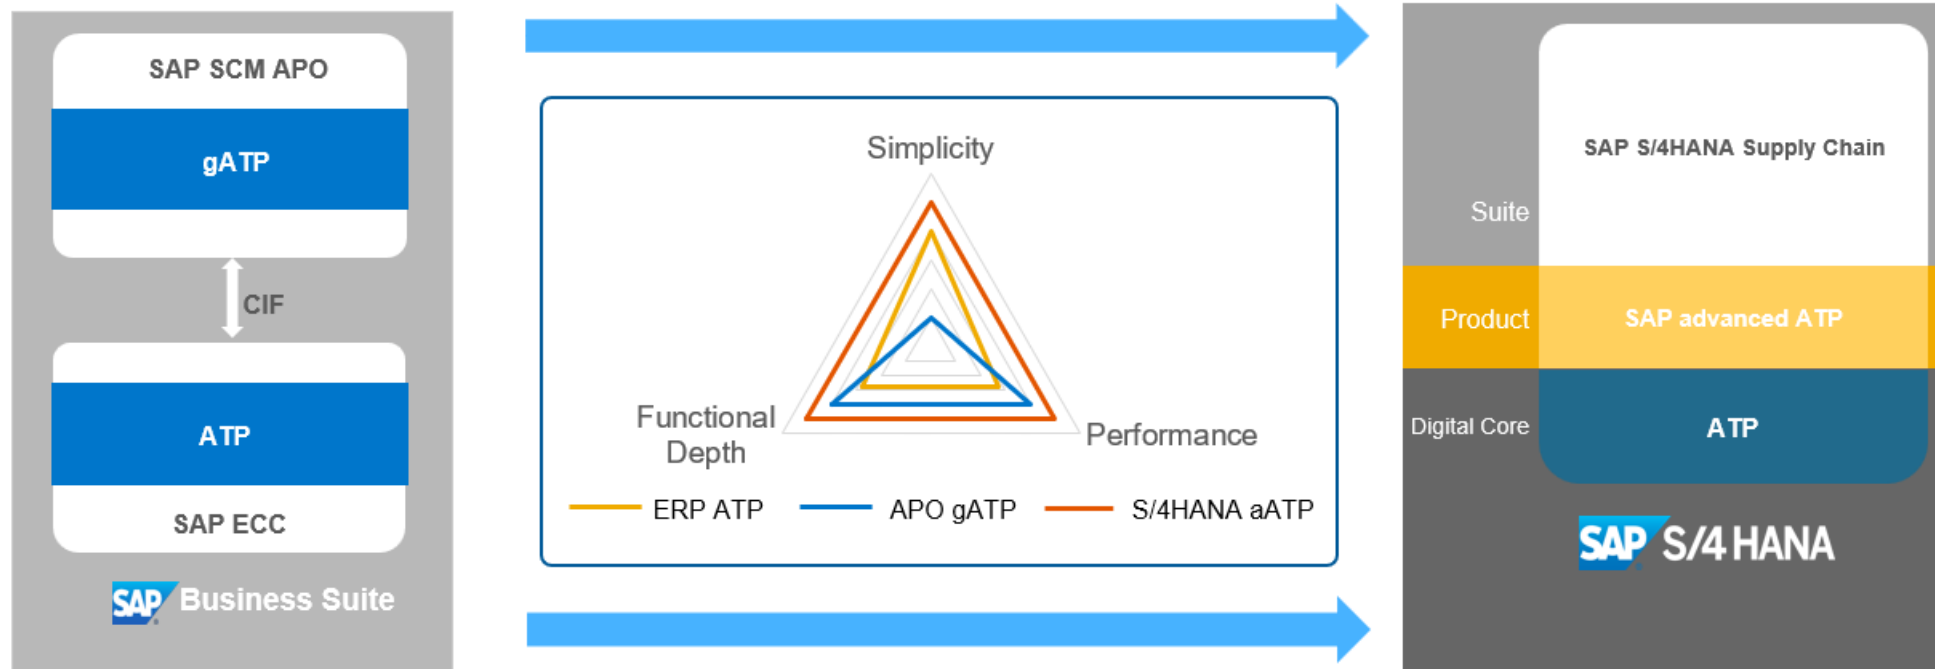 SAP SCM APO
gATP
CIF
ATP
SAP ECC
SAP Business Suite
Simplicity
Functional
Depth
Performance
ERP ATP
APO gATP
S/4HANA aATP
SAP S/4HANA Supply Chain
Suite
Product
SAP advanced ATP
Digital Core
ATP
SAP S/4 HANA